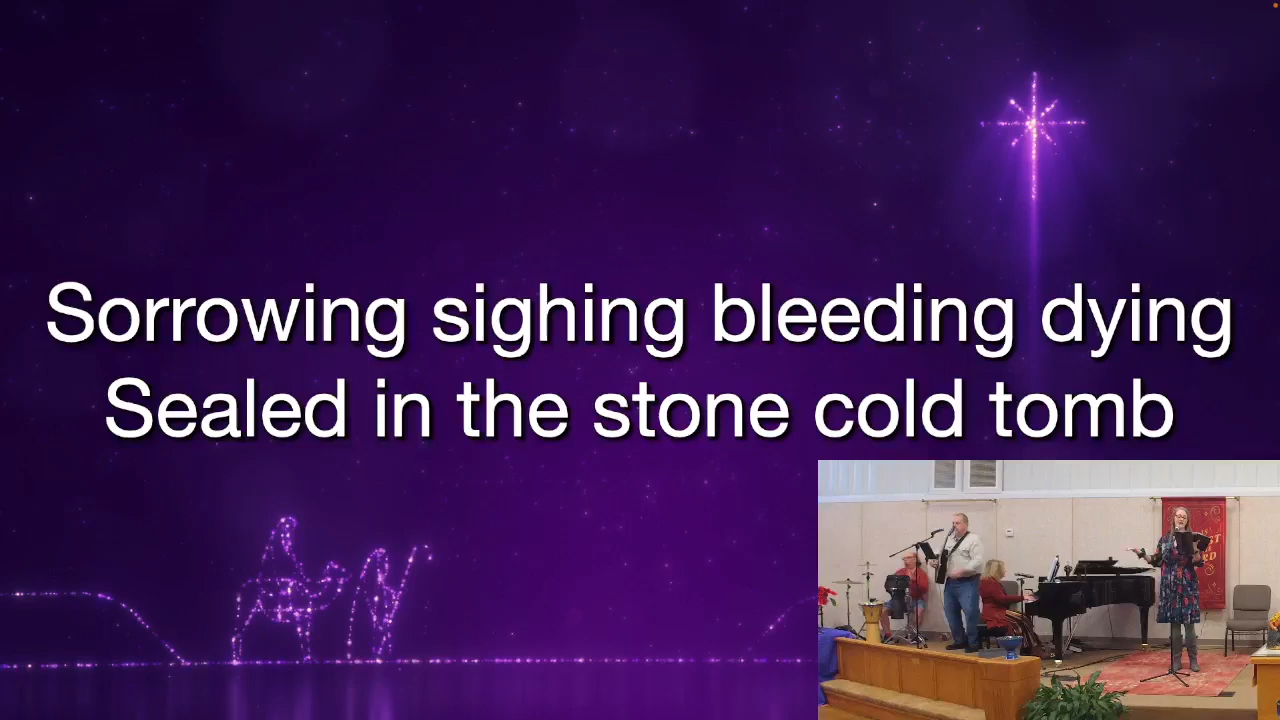 Sorrowing sighing bleeding dying
Sealed in the stone cold tomb